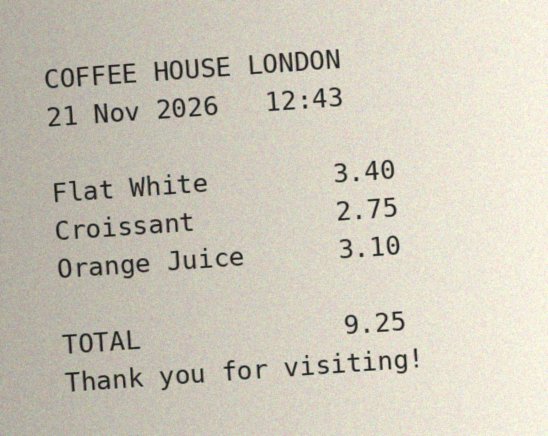 COFFEE HOUSE LONDON
21 Nov 2026   12:43
Flat White        3.40
Croissant         2.75
Orange Juice      3.10
TOTAL             9.25
Thank you for visiting!